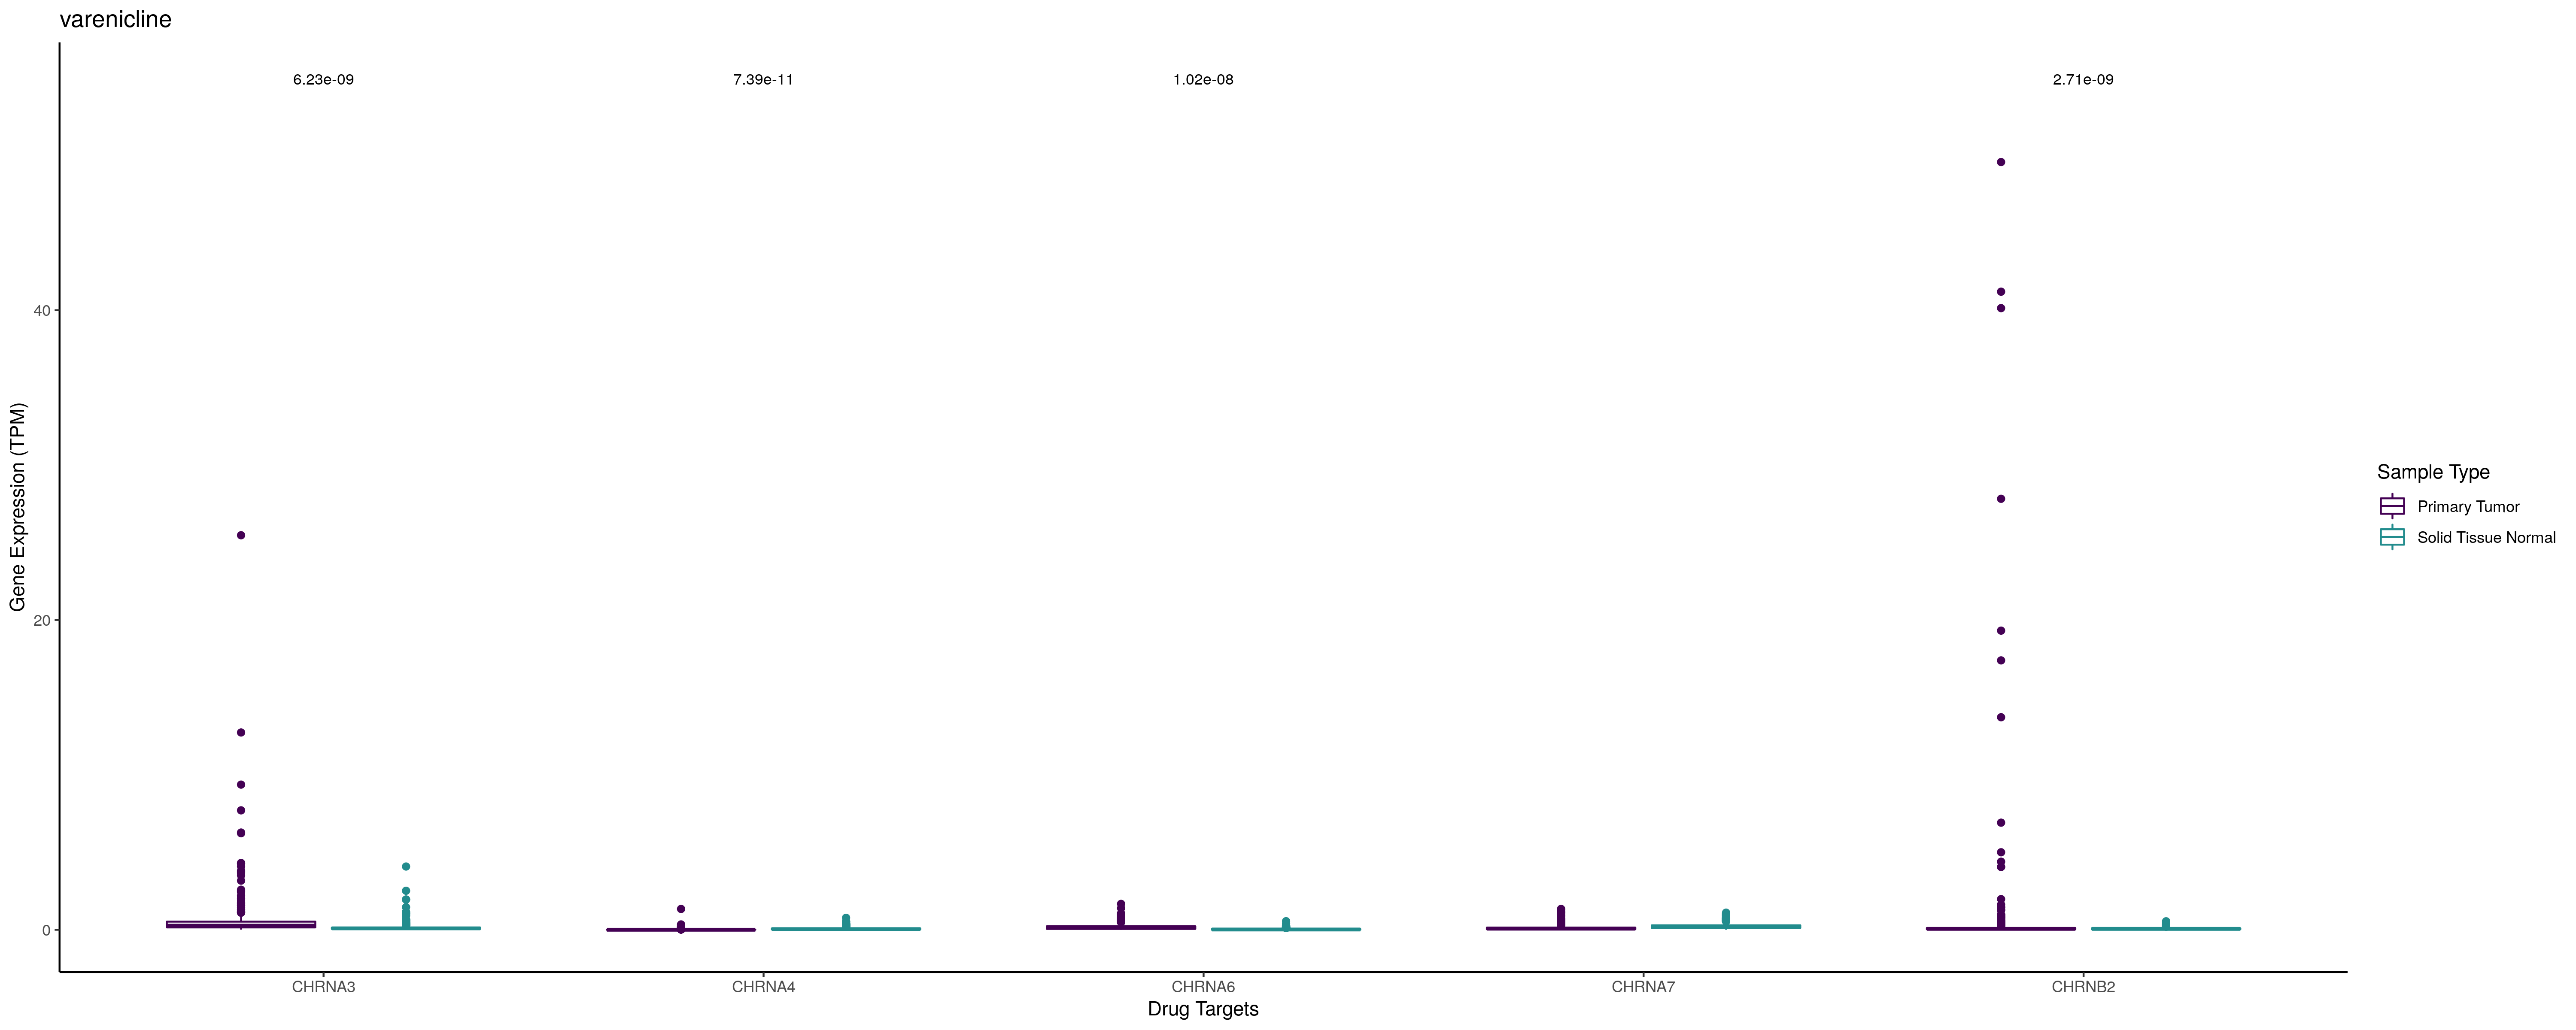 varenicline
6.23e-09
7.39e-11
1.02e-08
2.71e-09
Gene Expression (TPM)
40
20
0
CHRNA3
CHRNA4
CHRNA6
CHRNA7
CHRNB2
Drug Targets
Sample Type
Primary Tumor
Solid Tissue Normal